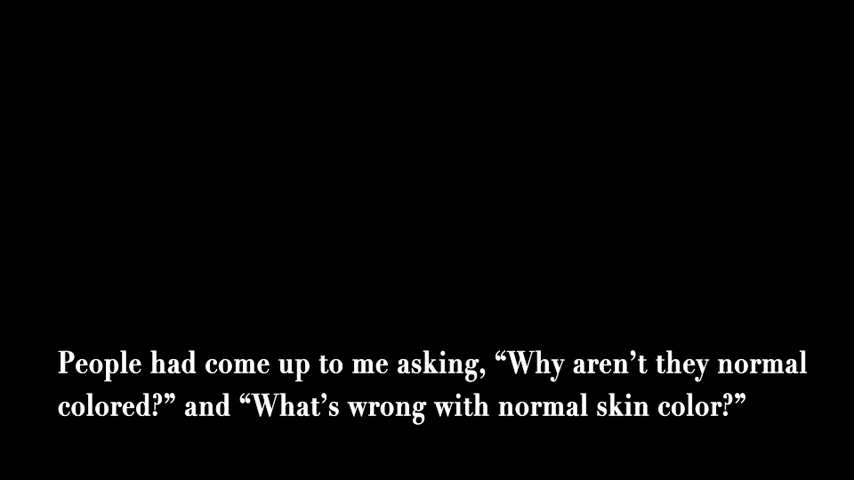 People had come up to me asking, “Why aren’t they normal
colored?” and “What’s wrong with normal skin color?”